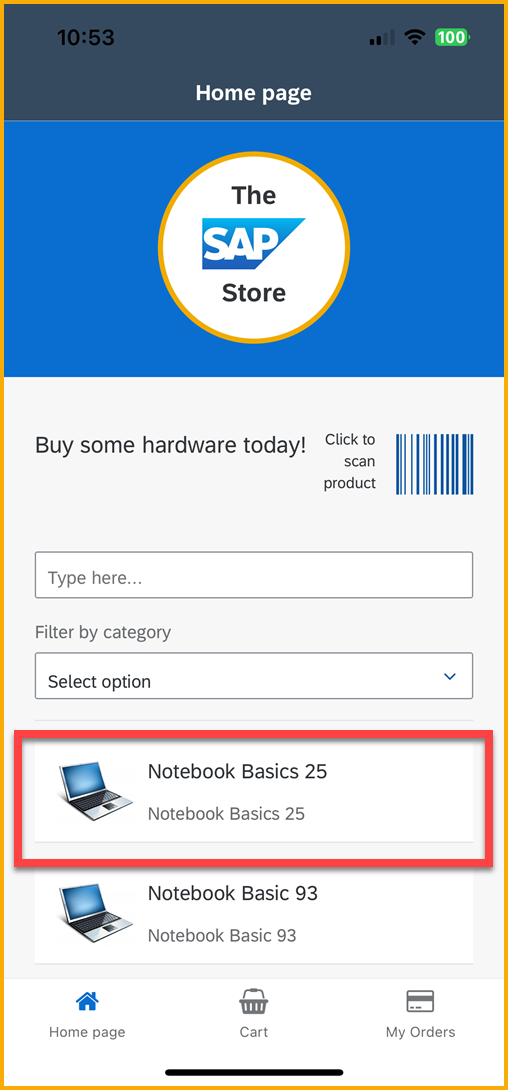 10:53
100
Home page
The
SAP
Store
Buy some hardware today!
Click to
scan
product
Type here...
Filter by category
Select option
Notebook Basics 25
Notebook Basics 25
Notebook Basic 93
Notebook Basic 93
Home page
Cart
My Orders